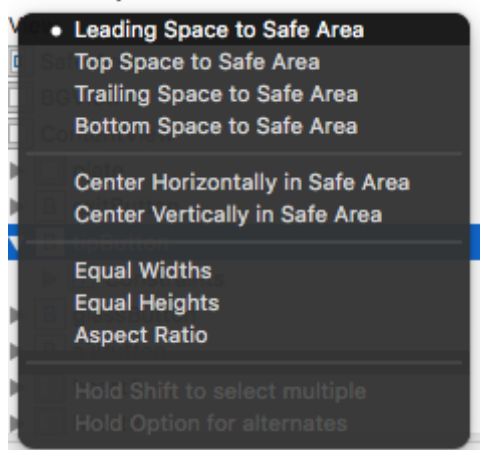 Leading Space to Safe Area
Top Space to Safe Area
Trailing Space to Safe Area
Bottom Space to Safe Area
Center Horizontally in Safe Area
Center Vertically in Safe Area
Equal Widths
Equal Heights
Aspect Ratio
Hold Shift to select multiple
Hold Option for alternates